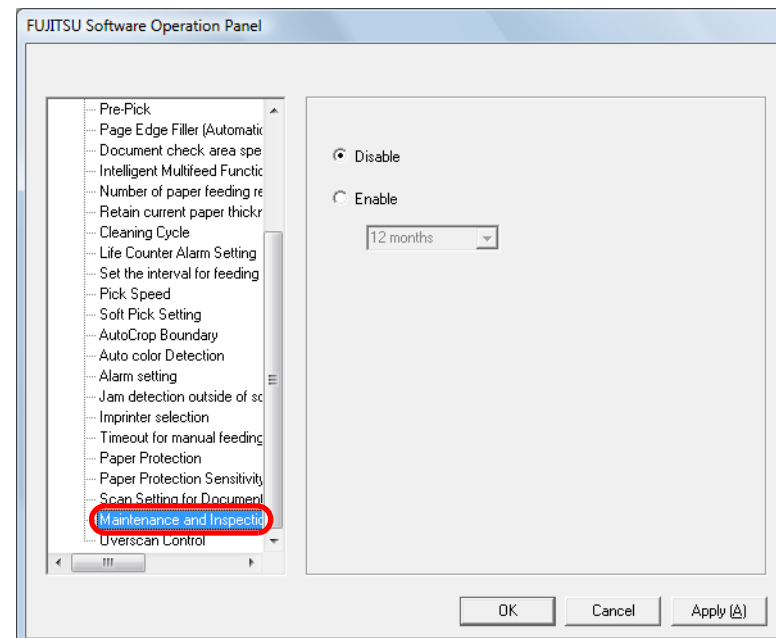 FUJITSU Software Operation Panel
Pre-Pick
Page Edge Filler (Automatic
Document check area spe
Intelligent Multifeed Functic
Number of paper feeding re
Retain current paper thickr
Cleaning Cycle
Life Counter Alarm Setting
Set the interval for feeding
Pick Speed
Soft Pick Setting
AutoCrop Boundary
Auto color Detection
Alarm setting
Jam detection outside of sc
Imprinter selection
Timeout for manual feeding
Paper Protection
Paper Protection Sensitivity
Scan Setting for Document
Maintenance and Inspectio
Overscan Control
Disable
Enable
12 months
OK
Cancel
Apply (A)